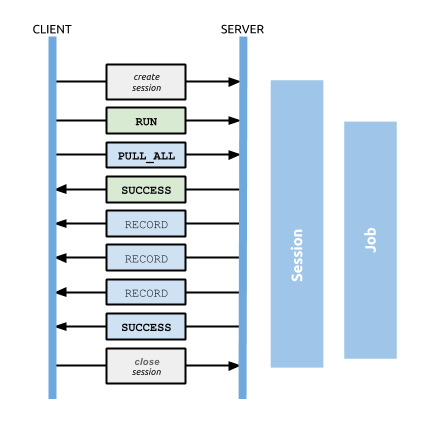 CLIENT
SERVER
create
session
RUN
PULL_ALL
SUCCESS
RECORD
RECORD
RECORD
SUCCESS
close
session
Session
Job